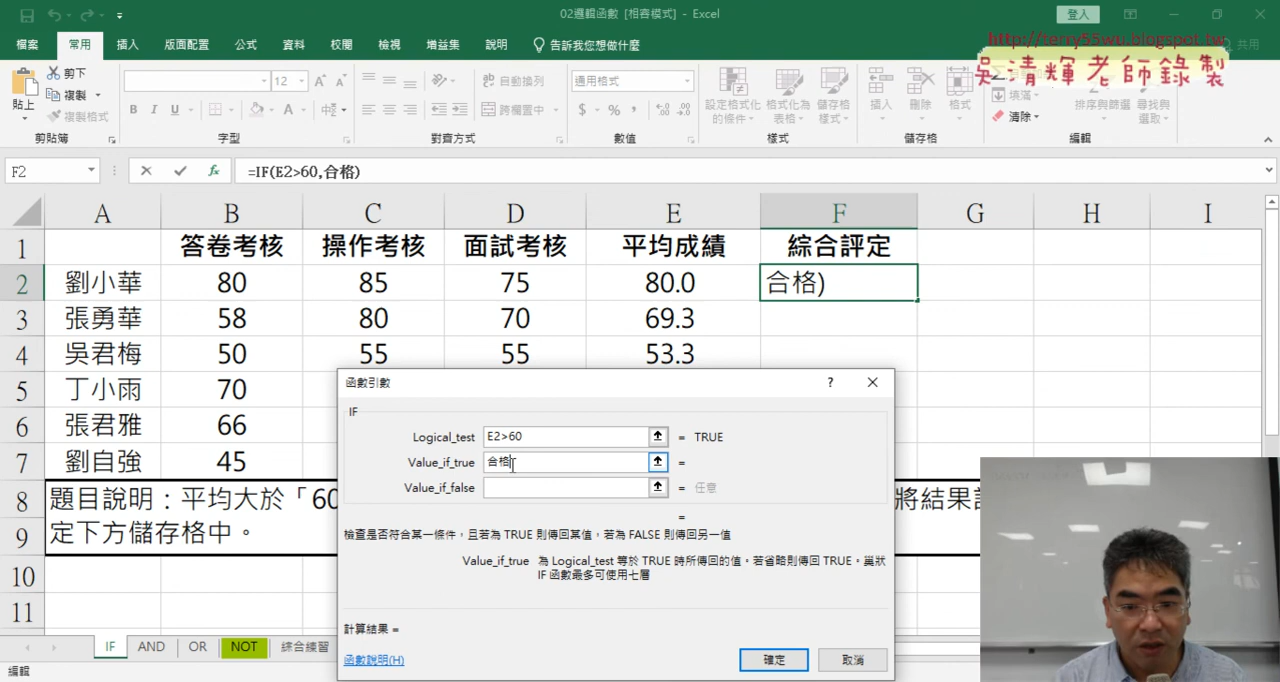 02邏輯函數 [相容模式] - Excel
登入
檔案 常用 插入 版面配置 公式 資料 校閱 檢視 增益集 說明 告訴我您想做什麼
http://terry55wu.blogspot.tw
吳清輝老師錄製
共用
貼上
剪下
複製
複製格式
剪貼簿
12
B I U
字型
自動換列
跨欄置中
對齊方式
通用格式
$ % ,
數值
設定格式化的條件
格式化為表格
儲存格樣式
樣式
插入 刪除 格式
儲存格
填滿
清除
排序與篩選
尋找與選取
編輯
F2 fx =IF(E2>60,合格)
A B C D E F G H I
1 答卷考核 操作考核 面試考核 平均成績 綜合評定
2 劉小華 80 85 75 80.0 合格)
3 張勇華 58 80 70 69.3
4 吳君梅 50 55 55 53.3
5 丁小雨 70
6 張君雅 66
7 劉自強 45
8 題目說明：平均大於「60
將結果
9 定下方儲存格中。
10
11
函數引數 ?
IF
Logical_test E2>60 = TRUE
Value_if_true 合格 =
Value_if_false = 任意
=
檢查是否符合某一條件，且若為 TRUE 則傳回某值，若為 FALSE 則傳回另一值
Value_if_true 為 Logical_test 等於 TRUE 時所傳回的值。若省略則傳回 TRUE。巢狀
IF 函數最多可使用七層
計算結果 =
函數說明(H)
確定 取消
IF AND OR NOT 綜合練習
編輯